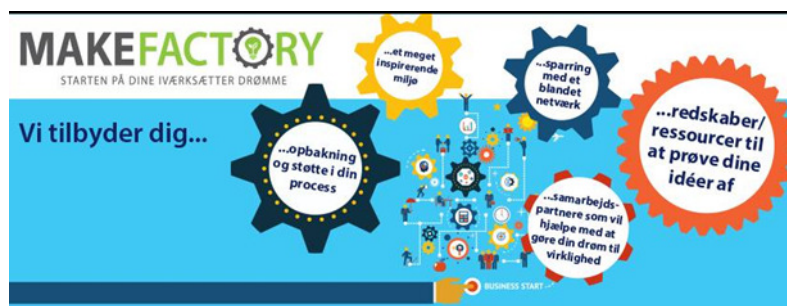 MAKEFACTORY
STARTEN PÅ DINE IVÆRKSÆTTER DRØMME
Vi tilbyder dig...
...opbakning
og støtte i din
process
...et meget
inspirerende
miljø
...sparring
med et
blandet
netværk
...redskaber/
ressourcer til
at prøve dine
idéer af
...samarbejds-
partnere som vil
hjælpe med at
gøre din drøm til
virklighed
BUSINESS START